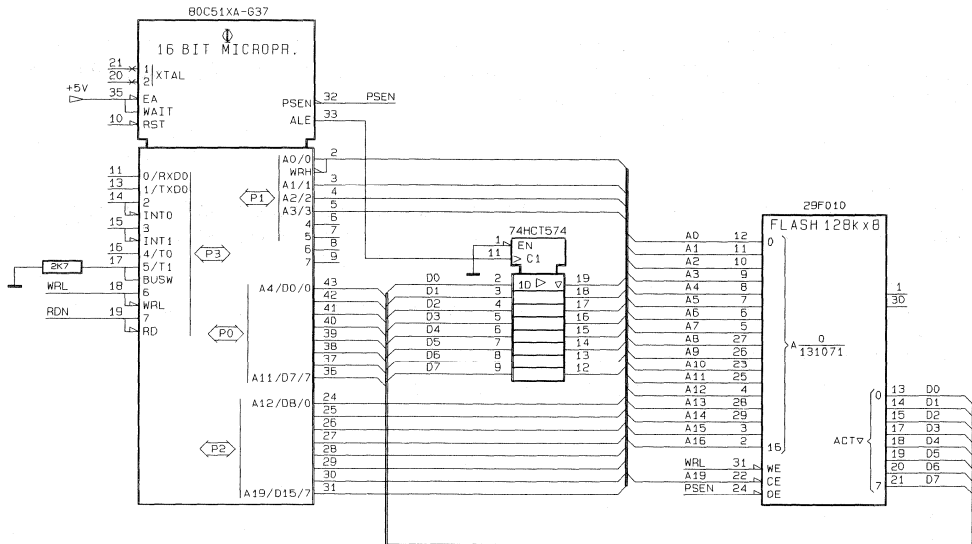 80C51XA-G37
Φ
16 BIT MICROPR.
21 1 XTAL
20 2
+5V
35 EA
WAIT
10 RST
PSEN 32 PSEN
ALE 33
11 0/RXD0
13 1/TXD0
14 2
INT0
15 3
INT1
16 4/T0
17 5/T1
2K7
BUSW
WRL 18 6
WRL
RDN 19 7
RD
P3
A0/0 2
WRH
P1
A1/1 3
A2/2 4
A3/3 5
4 6
5 7
6 8
7 9
A4/D0/0 43
42
41
40
39
38
37
A11/D7/7 36
P0
A12/D8/0 24
25
26
27
28
29
30
A19/D15/7 31
P2
74HCT574
1 EN
11 C1
D0 2 1D 19
D1 3 18
D2 4 17
D3 5 16
D4 6 15
D5 7 14
D6 8 13
D7 9 12
29F010
FLASH 128Kx8
A0 12 0
A1 11
A2 10
A3 9
A4 8
A5 7
A6 6
A7 5
A8 27
A9 26
A10 23
A11 25
A12 4
A13 28
A14 29
A15 3
A16 2 16
A 0
131071
WRL 31 WE
A19 22 CE
PSEN 24 OE
1
30
0 13 D0
14 D1
15 D2
17 D3
ACT 18 D4
19 D5
20 D6
7 21 D7